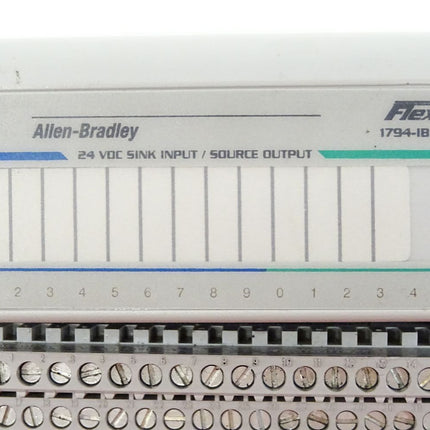 Allen-Bradley
Flex
1794-IB
24 VDC SINK INPUT / SOURCE OUTPUT
2 3 4 5 6 7 8 9 0 1 2 3 4